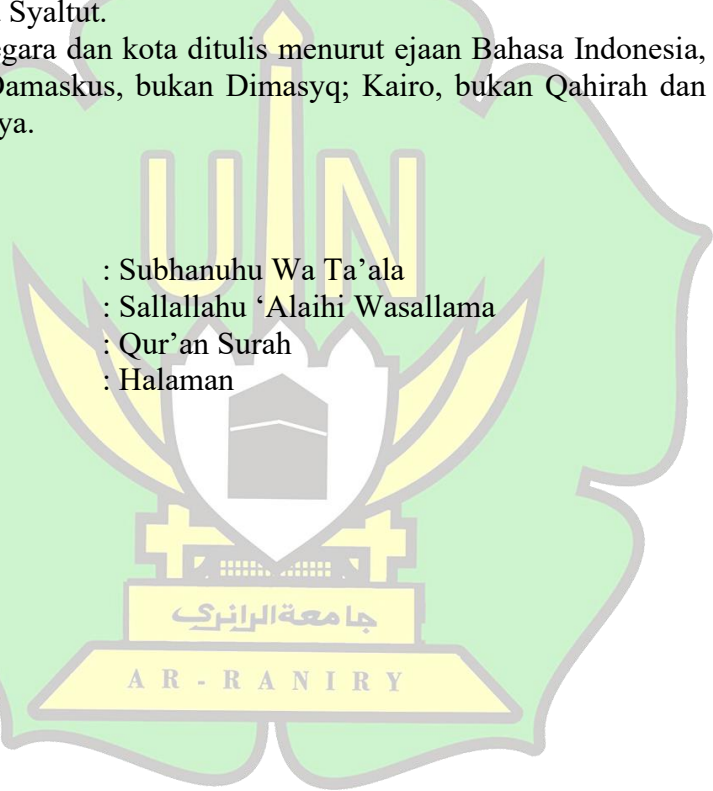 Syaltut.
egara dan kota ditulis menurut ejaan Bahasa Indonesia,
Damaskus, bukan Dimasyq; Kairo, bukan Qahirah dan
ya.
UIN
: Subhanuhu Wa Ta’ala
: Sallallahu ‘Alaihi Wasallama
: Qur’an Surah
: Halaman
جامعة الرانري
AR-RANIRY